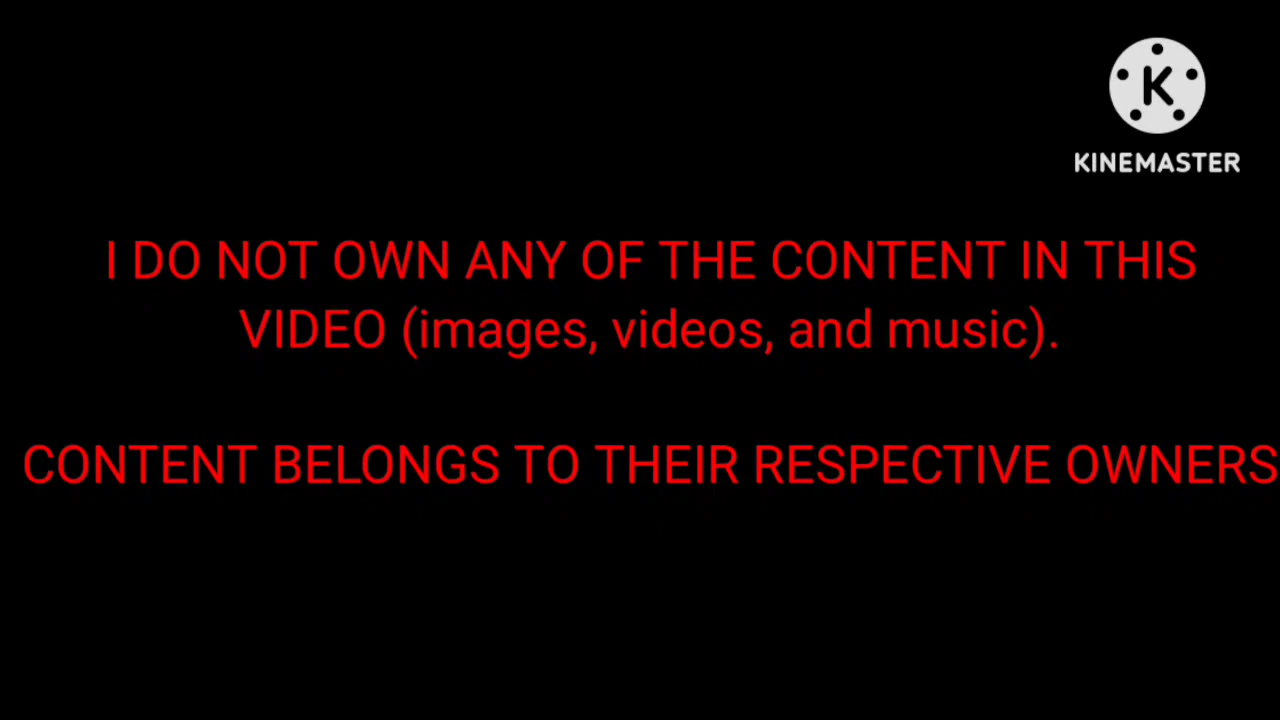 K
KINEMASTER
I DO NOT OWN ANY OF THE CONTENT IN THIS
VIDEO (images, videos, and music).
CONTENT BELONGS TO THEIR RESPECTIVE OWNERS